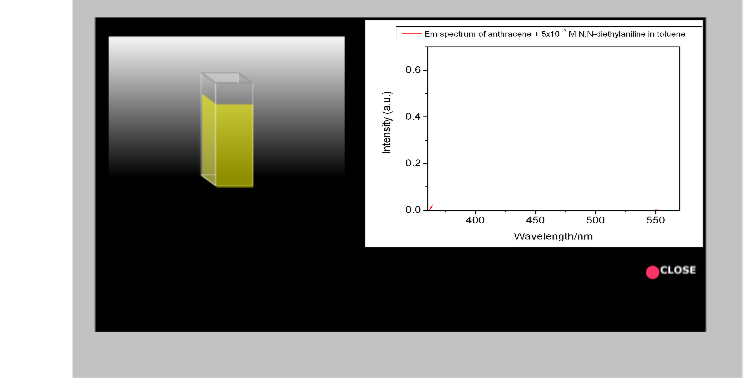 Em spectrum of anthracene + 5x10⁻ M N,N-diethylaniline in toluene
0.6
0.4
0.2
0.0
Intensity (a.u.)
400 450 500 550
Wavelength/nm
CLOSE